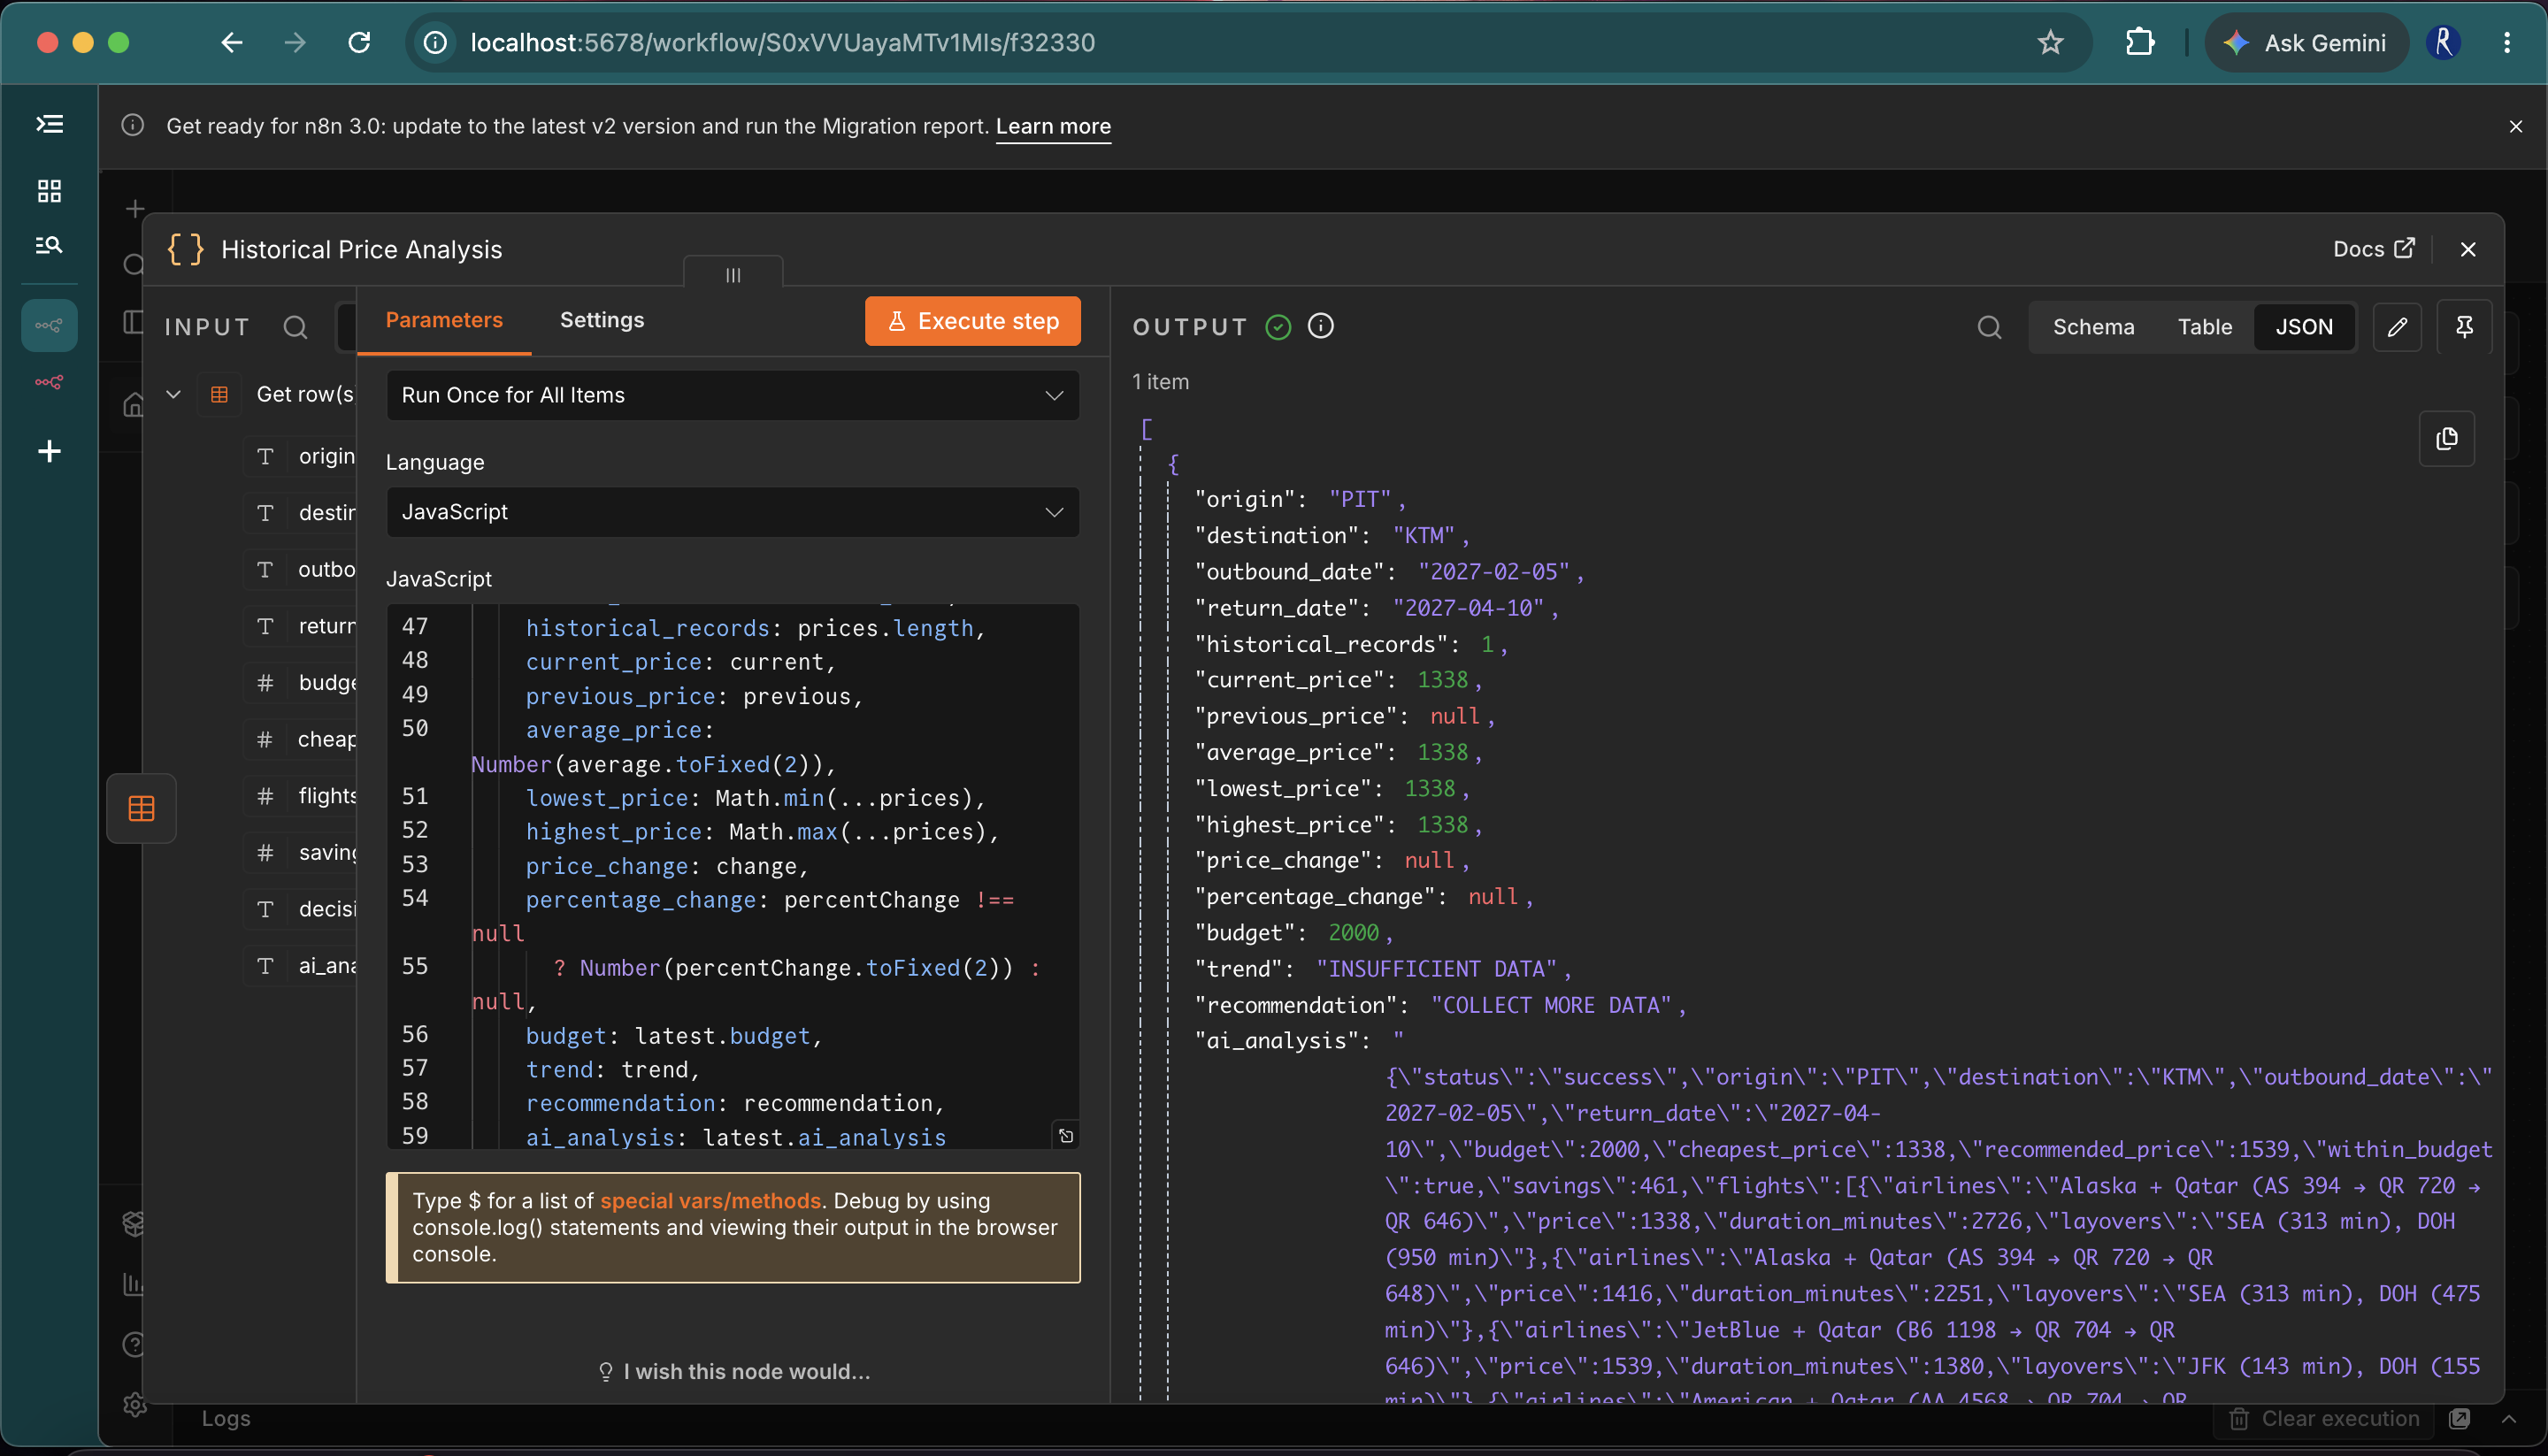 localhost:5678/workflow/S0xVVUayaMTv1MIs/f32330
Ask Gemini
Get ready for n8n 3.0: update to the latest v2 version and run the Migration report. Learn more
{ } Historical Price Analysis
Docs
INPUT
Parameters
Settings
Execute step
OUTPUT
Schema
Table
JSON
1 item
Get row(s
T origin
T destin
T outbo
T return
# budge
# cheap
# flights
# saving
T decisi
T ai_ana
Run Once for All Items
Language
JavaScript
JavaScript
47 historical_records: prices.length,
48 current_price: current,
49 previous_price: previous,
50 average_price:
Number(average.toFixed(2)),
51 lowest_price: Math.min(...prices),
52 highest_price: Math.max(...prices),
53 price_change: change,
54 percentage_change: percentChange !==
null
55 ? Number(percentChange.toFixed(2)) :
null,
56 budget: latest.budget,
57 trend: trend,
58 recommendation: recommendation,
59 ai_analysis: latest.ai_analysis
Type $ for a list of special vars/methods. Debug by using
console.log() statements and viewing their output in the browser
console.
I wish this node would...
[
{
"origin": "PIT",
"destination": "KTM",
"outbound_date": "2027-02-05",
"return_date": "2027-04-10",
"historical_records": 1,
"current_price": 1338,
"previous_price": null,
"average_price": 1338,
"lowest_price": 1338,
"highest_price": 1338,
"price_change": null,
"percentage_change": null,
"budget": 2000,
"trend": "INSUFFICIENT DATA",
"recommendation": "COLLECT MORE DATA",
"ai_analysis": "
{\"status\":\"success\",\"origin\":\"PIT\",\"destination\":\"KTM\",\"outbound_date\":\"
2027-02-05\",\"return_date\":\"2027-04-
10\",\"budget\":2000,\"cheapest_price\":1338,\"recommended_price\":1539,\"within_budget
\":true,\"savings\":461,\"flights\":[{\"airlines\":\"Alaska + Qatar (AS 394 → QR 720 →
QR 646)\",\"price\":1338,\"duration_minutes\":2726,\"layovers\":\"SEA (313 min), DOH
(950 min)\"},{\"airlines\":\"Alaska + Qatar (AS 394 → QR 720 → QR
648)\",\"price\":1416,\"duration_minutes\":2251,\"layovers\":\"SEA (313 min), DOH (475
min)\"},{\"airlines\":\"JetBlue + Qatar (B6 1198 → QR 704 → QR
646)\",\"price\":1539,\"duration_minutes\":1380,\"layovers\":\"JFK (143 min), DOH (155
min)\"},{\"airlines\":\"American + Qatar (AA 4568 → QR 704 → QR
Logs
Clear execution